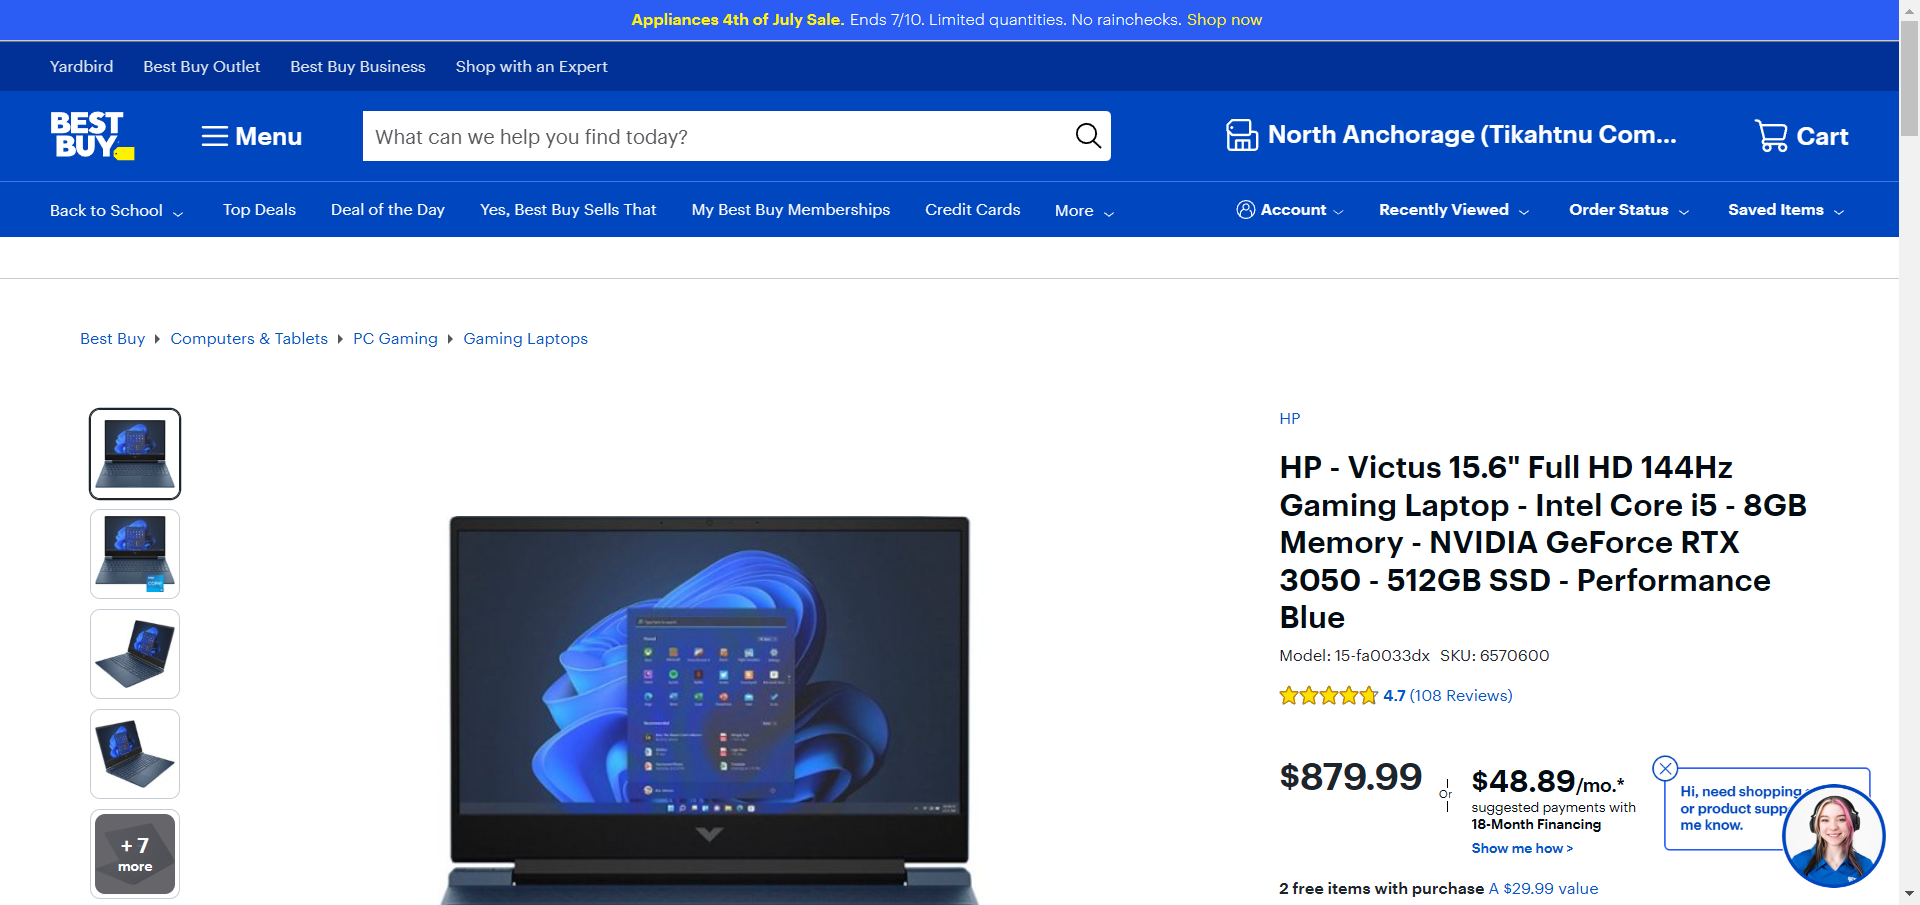 Appliances 4th of July Sale. Ends 7/10. Limited quantities. No rainchecks. Shop now
Yardbird Best Buy Outlet Best Buy Business Shop with an Expert
BEST BUY
Menu
What can we help you find today?
North Anchorage (Tikahtnu Com...
Cart
Back to School Top Deals Deal of the Day Yes, Best Buy Sells That My Best Buy Memberships Credit Cards More
Account Recently Viewed Order Status Saved Items
Best Buy Computers & Tablets PC Gaming Gaming Laptops
+ 7
more
HP
HP - Victus 15.6" Full HD 144Hz
Gaming Laptop - Intel Core i5 - 8GB
Memory - NVIDIA GeForce RTX
3050 - 512GB SSD - Performance
Blue
Model: 15-fa0033dx SKU: 6570600
4.7 (108 Reviews)
$879.99
Or
$48.89/mo.*
suggested payments with
18-Month Financing
Show me how >
Hi, need shopping
or product supp
me know.
2 free items with purchase A $29.99 value